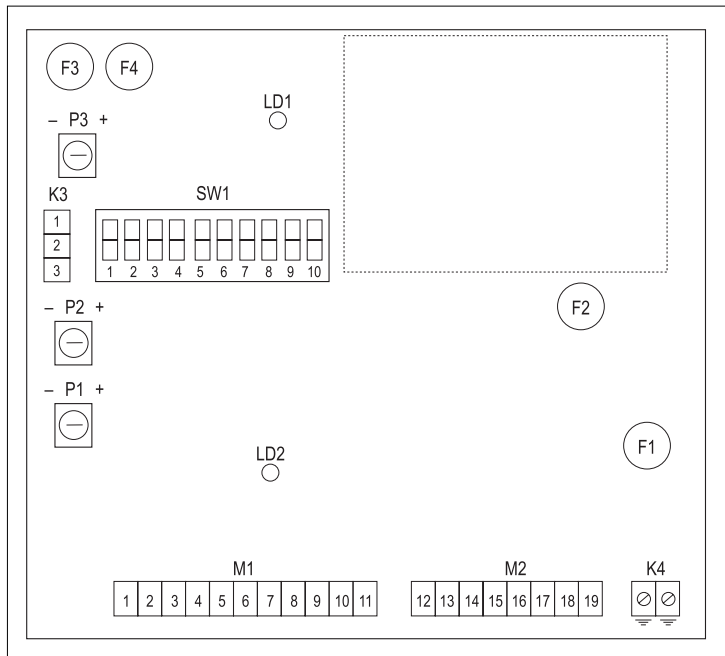 F3 F4
LD1
– P3 +
K3
1
2
3
SW1
1 2 3 4 5 6 7 8 9 10
F2
– P2 +
– P1 +
F1
LD2
M1
1 2 3 4 5 6 7 8 9 10 11
M2
12 13 14 15 16 17 18 19
K4